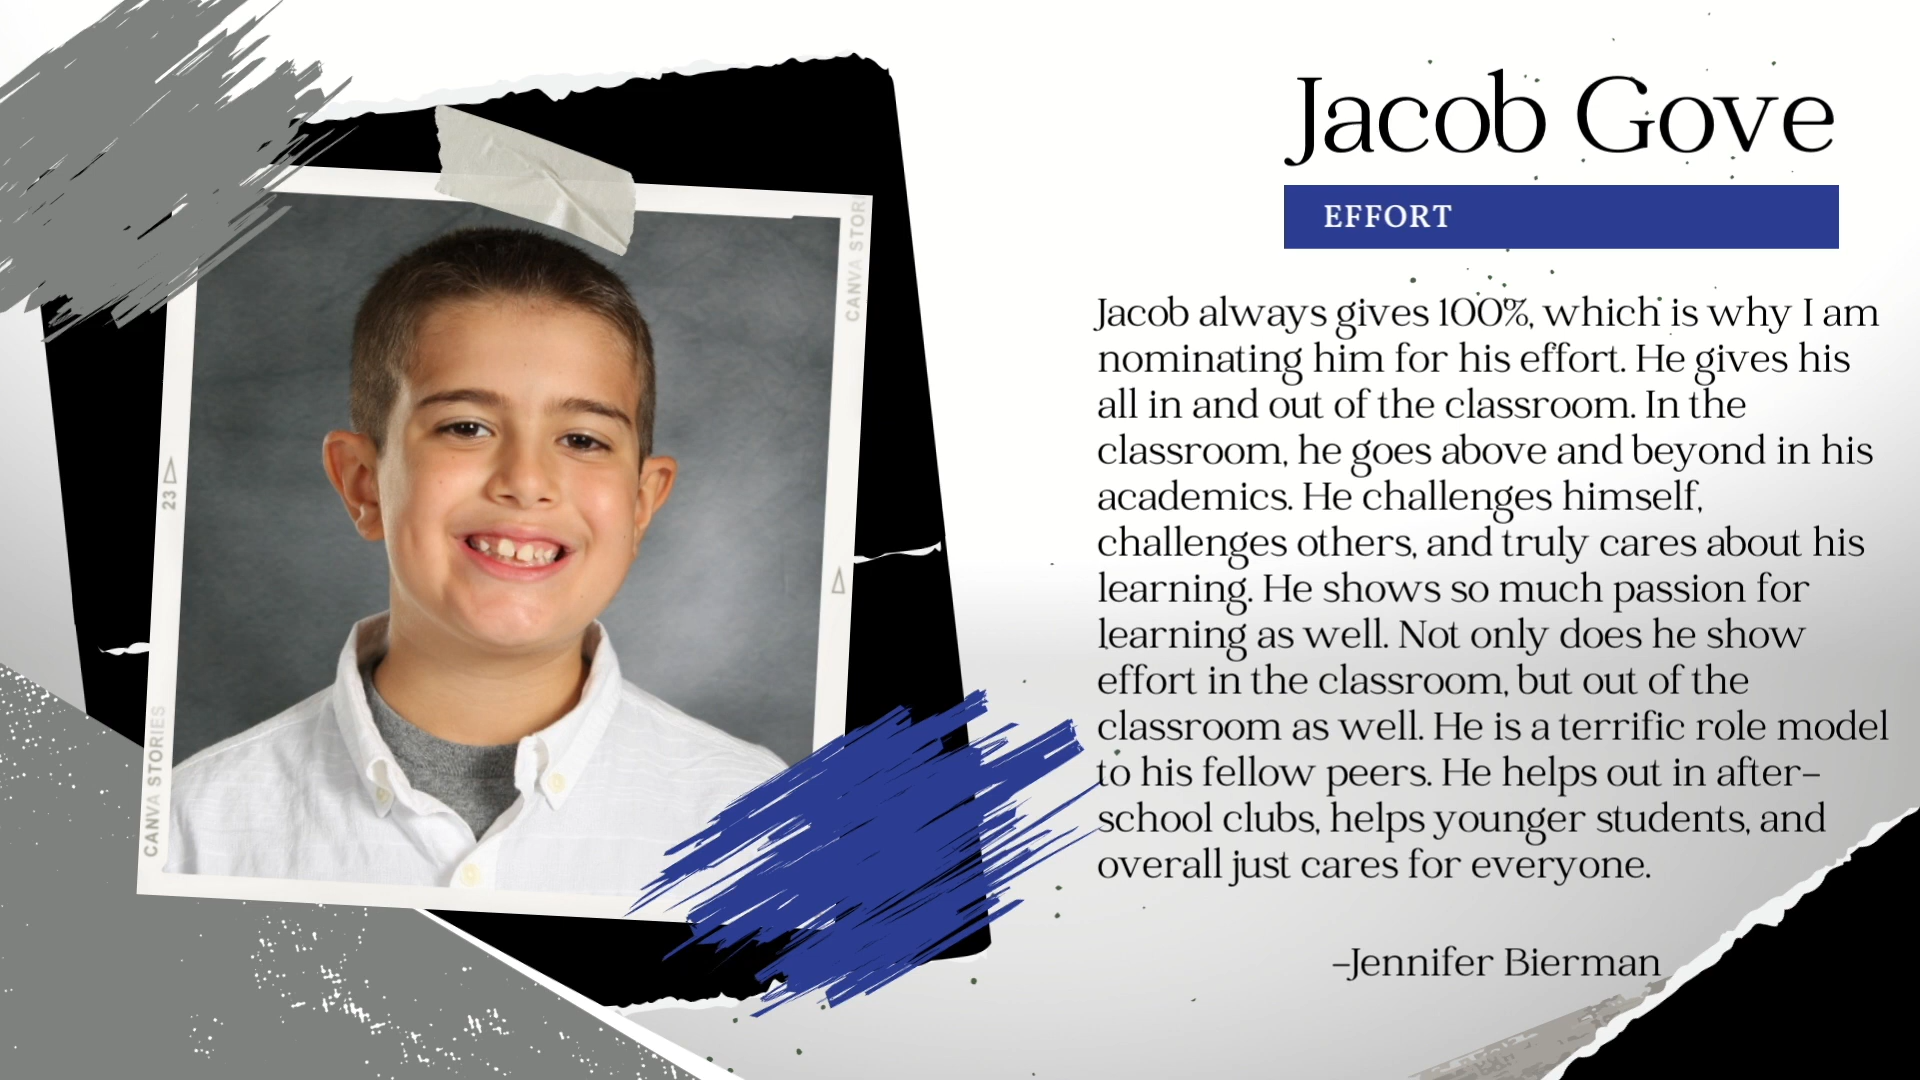 Jacob Gove
EFFORT
Jacob always gives 100%, which is why I am
nominating him for his effort. He gives his
all in and out of the classroom. In the
classroom, he goes above and beyond in his
academics. He challenges himself,
challenges others, and truly cares about his
learning. He shows so much passion for
learning as well. Not only does he show
effort in the classroom, but out of the
classroom as well. He is a terrific role model
to his fellow peers. He helps out in after-
school clubs, helps younger students, and
overall just cares for everyone.
-Jennifer Bierman
CANVA STOR
23
CANVA STORIES